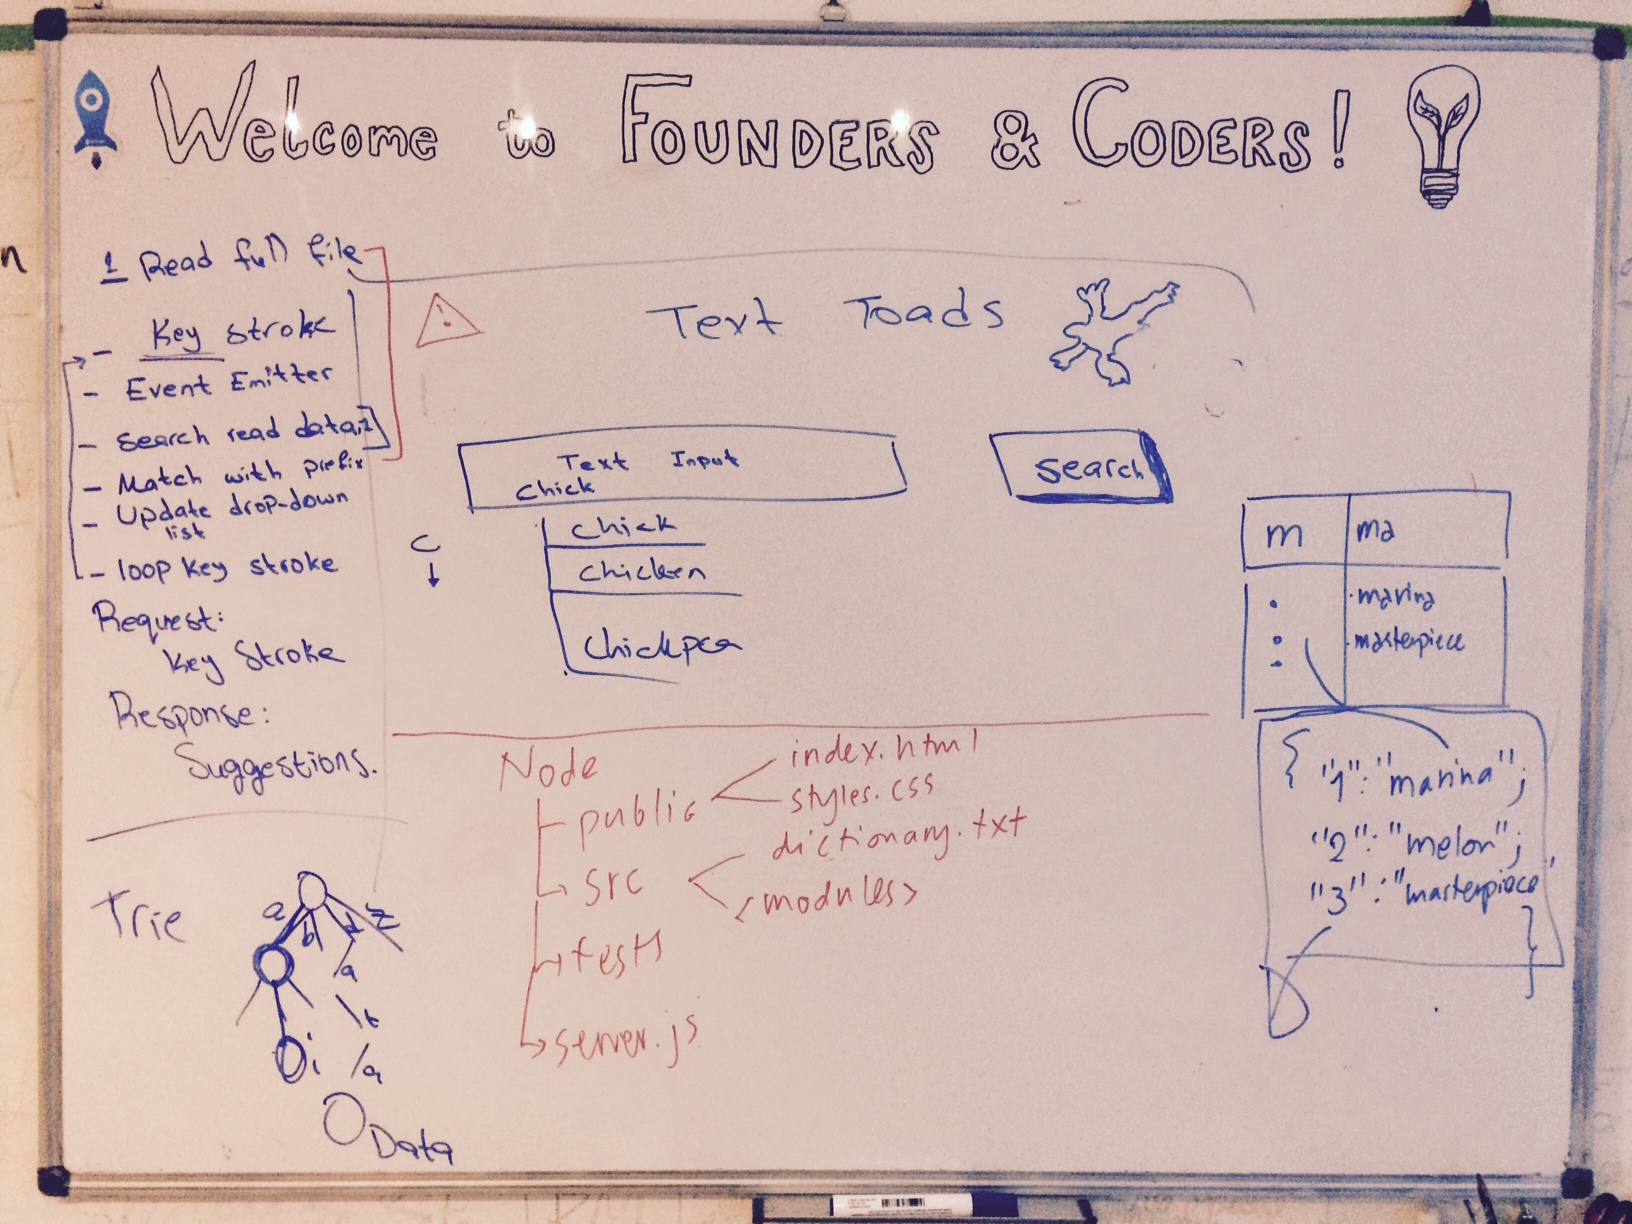 Welcome to FOUNDERS & CODERS!
n
1 Read full file
- Key stroke
- Event Emitter
- Search read data,1
- Match with prefix
- Update drop-down
list
- loop key stroke
Request:
Key Stroke
Response:
Suggestions.
!
Text Toads
Text Input
Chick
Search
C
↓
Chick
Chicken
Chickpea
m
ma
· marina
· masterpiece
{ "1": "marina";
"2": "melon";
"3": "masterpiece"
}
Node
public
index.html
styles.css
src
dictionary.txt
<modules>
tests
server.js
Trie
a b d z
a
t
i
a
Data